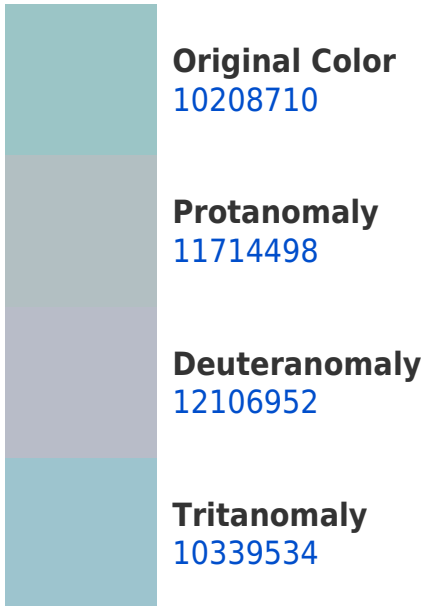 Original Color
10208710
Protanomaly
11714498
Deuteranomaly
12106952
Tritanomaly
10339534